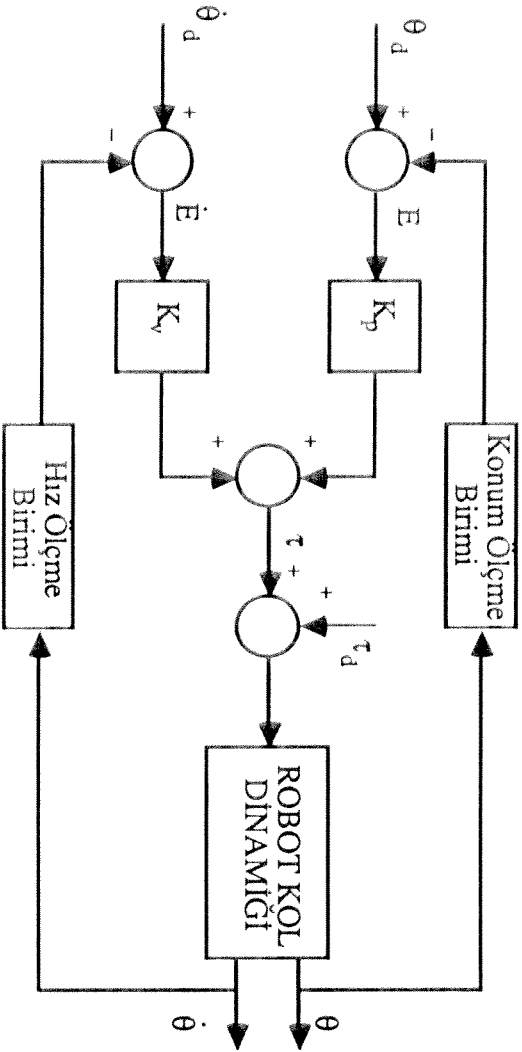 Konum Ölçme
Birimi
θd
+
−
E
Kp
+
τd
+
τ
+
ROBOT KOL
DİNAMİĞİ
θ
θ̇
θ̇d
+
−
Ė
Kv
+
Hız Ölçme
Birimi